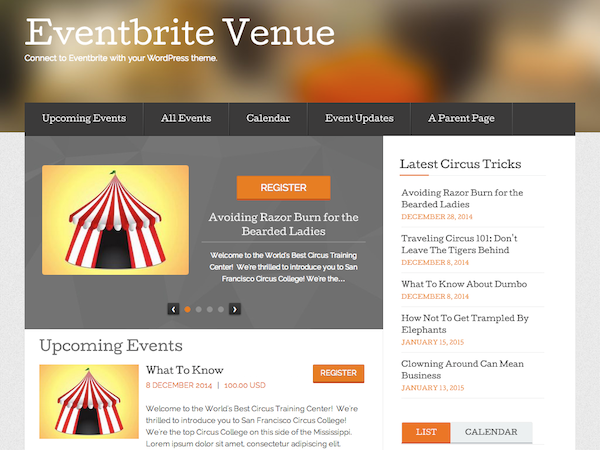 Eventbrite Venue
Connect to Eventbrite with your WordPress theme.
Upcoming Events
All Events
Calendar
Event Updates
A Parent Page
REGISTER
Avoiding Razor Burn for the
Bearded Ladies
Welcome to the World's Best Circus Training
Center! We're thrilled to introduce you to San
Francisco Circus College! We're the...
Upcoming Events
What To Know
REGISTER
8 DECEMBER 2014 | 100.00 USD
Welcome to the World's Best Circus Training Center! We're
thrilled to introduce you to San Francisco Circus College!
We're the top Circus College on this side of the Mississippi.
Lorem ipsum dolor sit amet, consectetur adipiscing elit.
Latest Circus Tricks
Avoiding Razor Burn for the
Bearded Ladies
DECEMBER 28, 2014
Traveling Circus 101: Don't
Leave The Tigers Behind
DECEMBER 8, 2014
What To Know About Dumbo
DECEMBER 8, 2014
How Not To Get Trampled By
Elephants
JANUARY 15, 2015
Clowning Around Can Mean
Business
JANUARY 13, 2015
LIST
CALENDAR